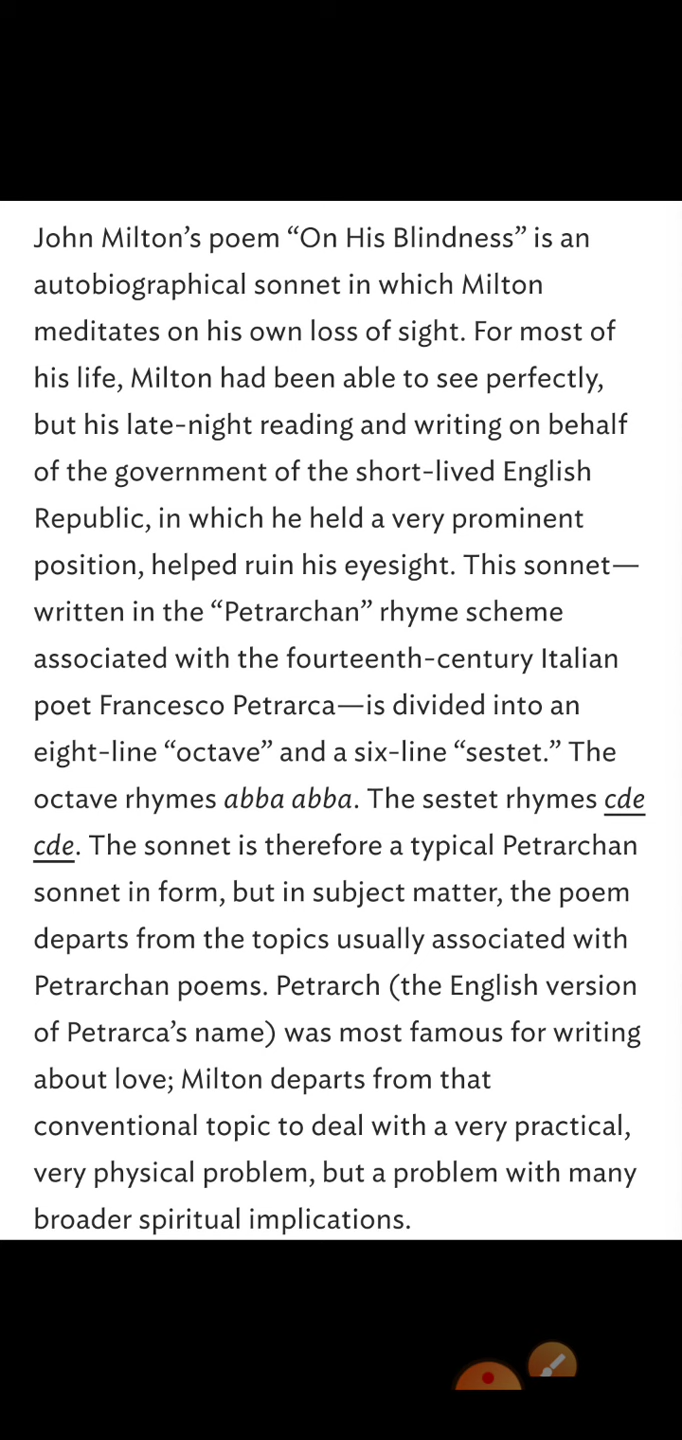 John Milton’s poem “On His Blindness” is an
autobiographical sonnet in which Milton
meditates on his own loss of sight. For most of
his life, Milton had been able to see perfectly,
but his late-night reading and writing on behalf
of the government of the short-lived English
Republic, in which he held a very prominent
position, helped ruin his eyesight. This sonnet—
written in the “Petrarchan” rhyme scheme
associated with the fourteenth-century Italian
poet Francesco Petrarca—is divided into an
eight-line “octave” and a six-line “sestet.” The
octave rhymes abba abba. The sestet rhymes cde
cde. The sonnet is therefore a typical Petrarchan
sonnet in form, but in subject matter, the poem
departs from the topics usually associated with
Petrarchan poems. Petrarch (the English version
of Petrarca’s name) was most famous for writing
about love; Milton departs from that
conventional topic to deal with a very practical,
very physical problem, but a problem with many
broader spiritual implications.